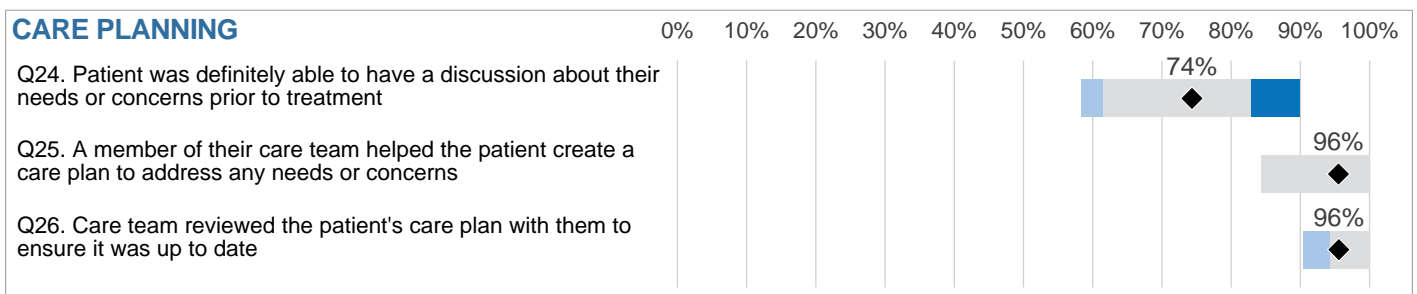 CARE PLANNING
0% 10% 20% 30% 40% 50% 60% 70% 80% 90% 100%
Q24. Patient was definitely able to have a discussion about their
needs or concerns prior to treatment
74%
Q25. A member of their care team helped the patient create a
care plan to address any needs or concerns
96%
Q26. Care team reviewed the patient's care plan with them to
ensure it was up to date
96%